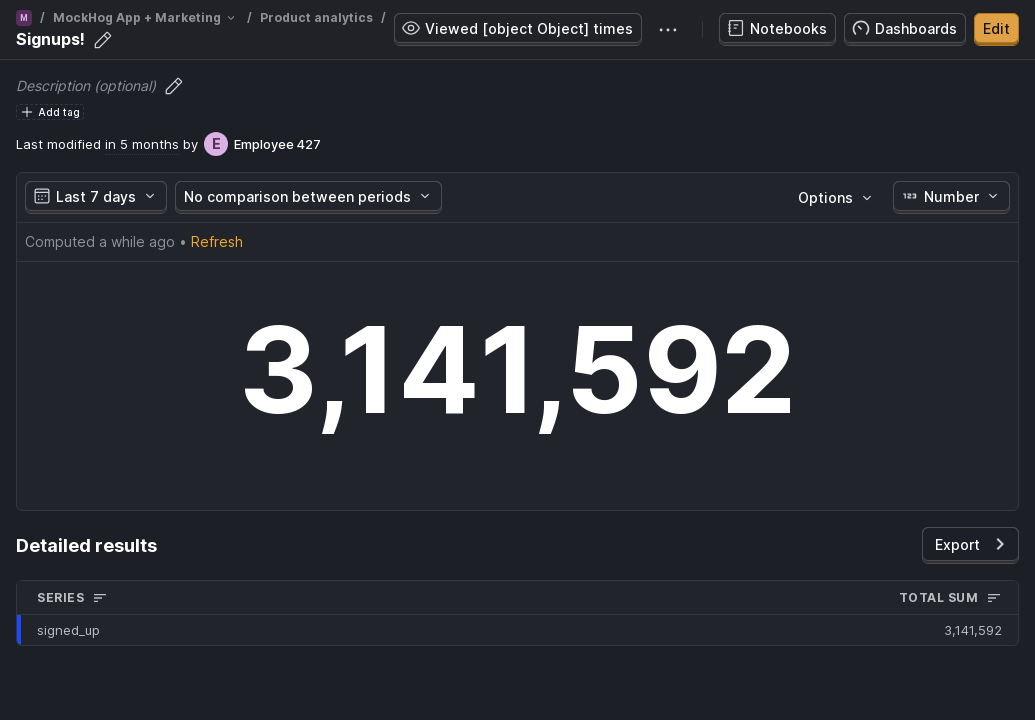 M / MockHog App + Marketing / Product analytics /
Signups!
Viewed [object Object] times
Notebooks
Dashboards
Edit
Description (optional)
Add tag
Last modified in 5 months by E Employee 427
Last 7 days
No comparison between periods
Options
123 Number
Computed a while ago • Refresh
3,141,592
Detailed results
Export
SERIES TOTAL SUM
signed_up 3,141,592